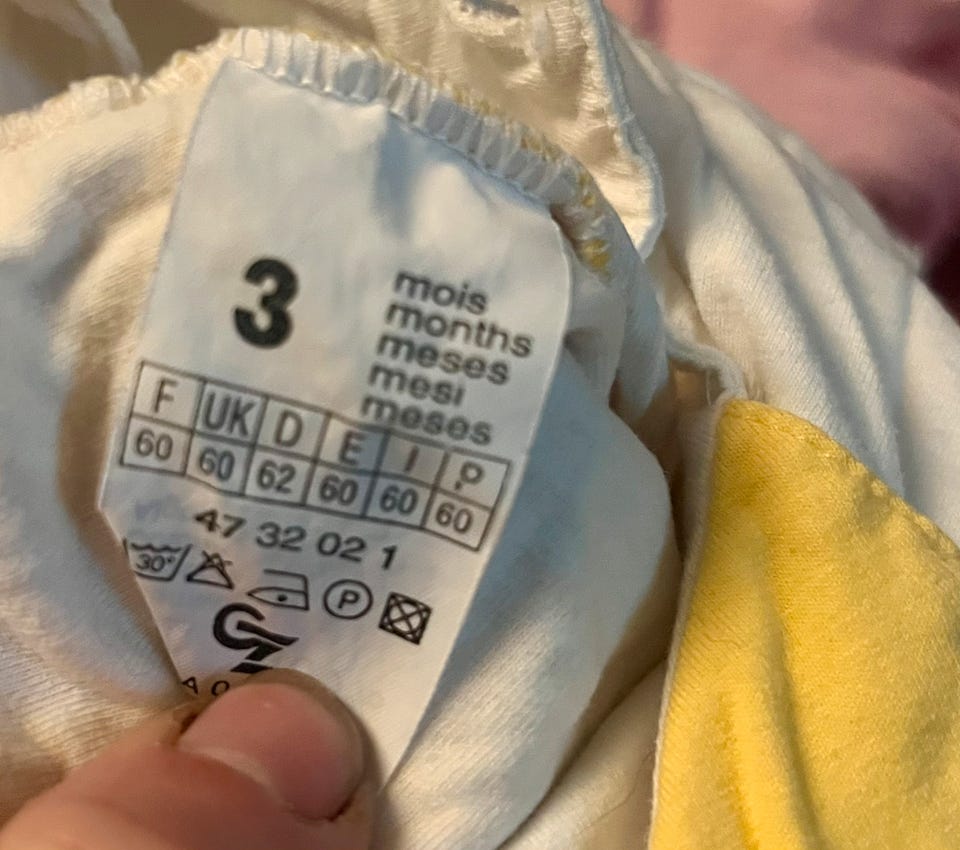 3
mois
months
meses
mesi
meses
F UK D E I P
60 60 62 60 60 60
47 32 02 1
30°
P